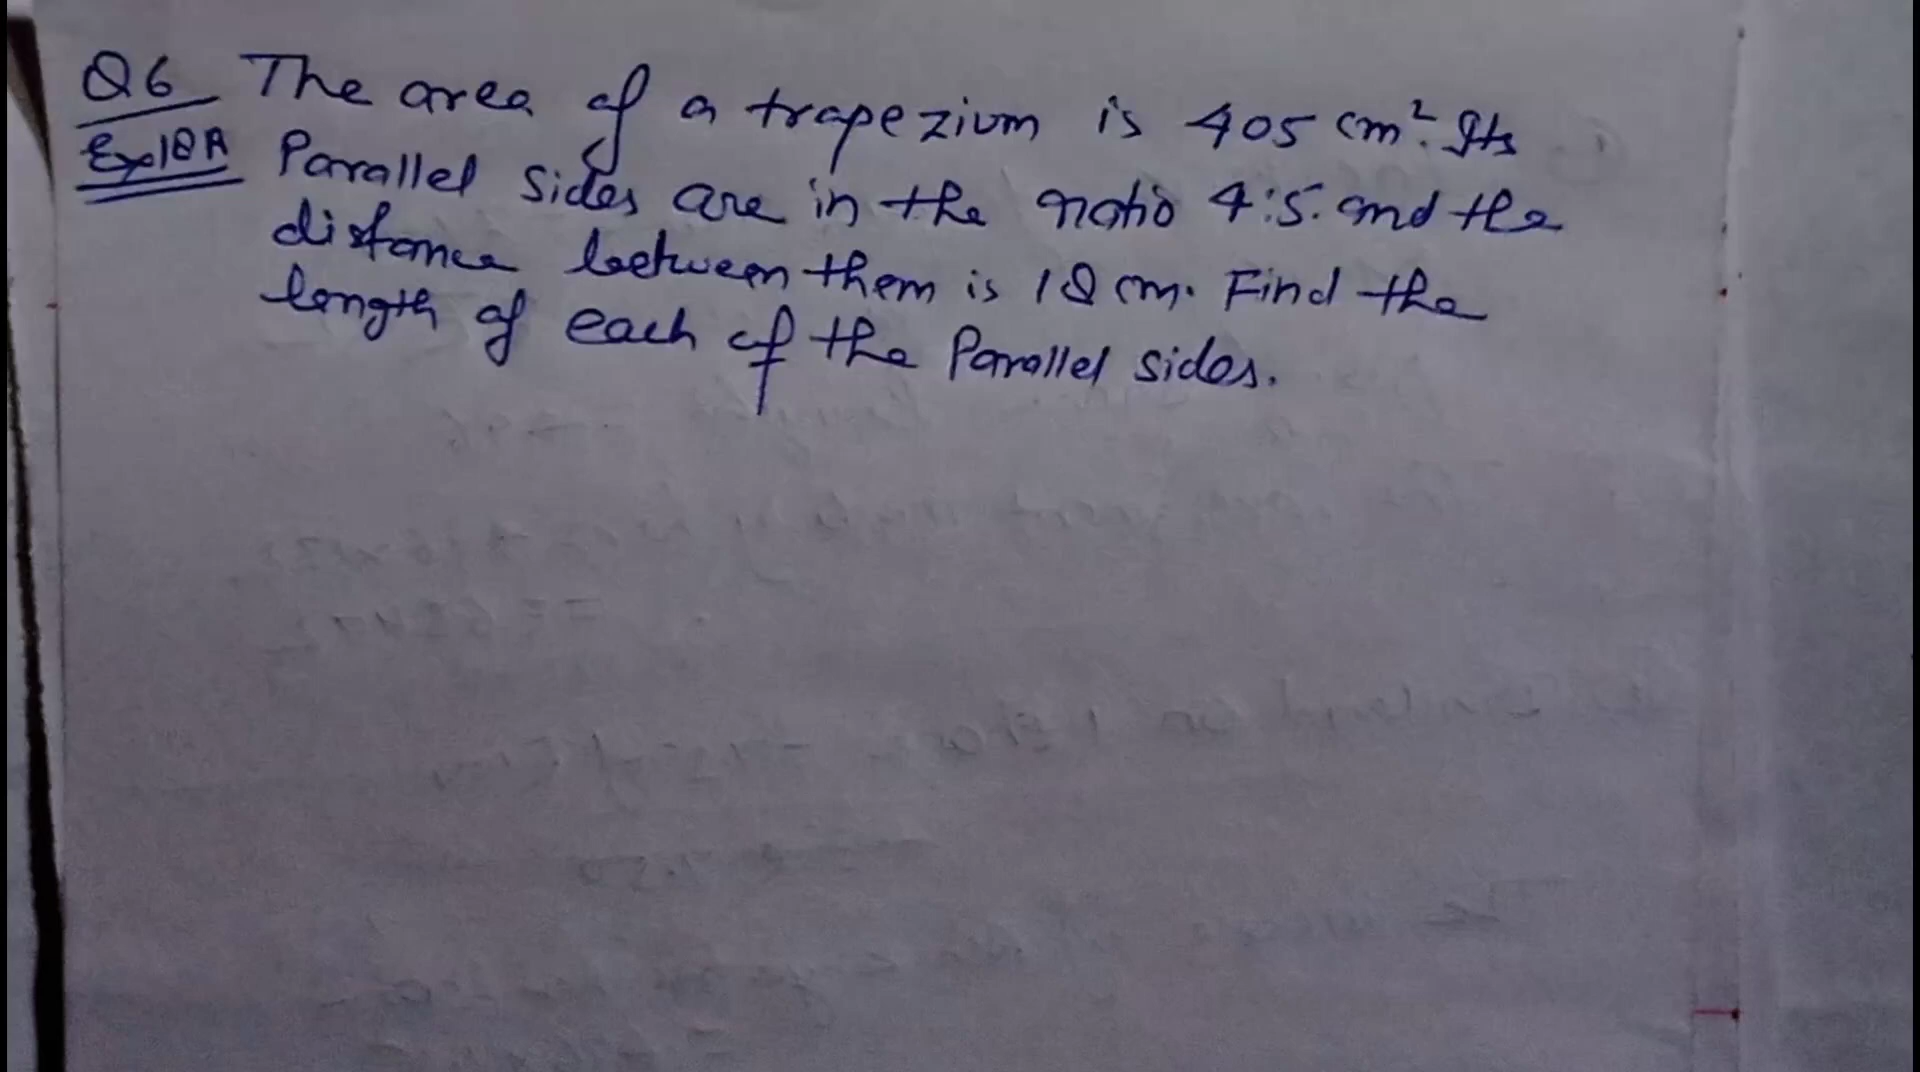 Q6 The area of a trapezium is 405 cm². Its
Ex18A Parallel sides are in the ratio 4:5. and the
distance between them is 18 cm. Find the
length of each of the Parallel sides.